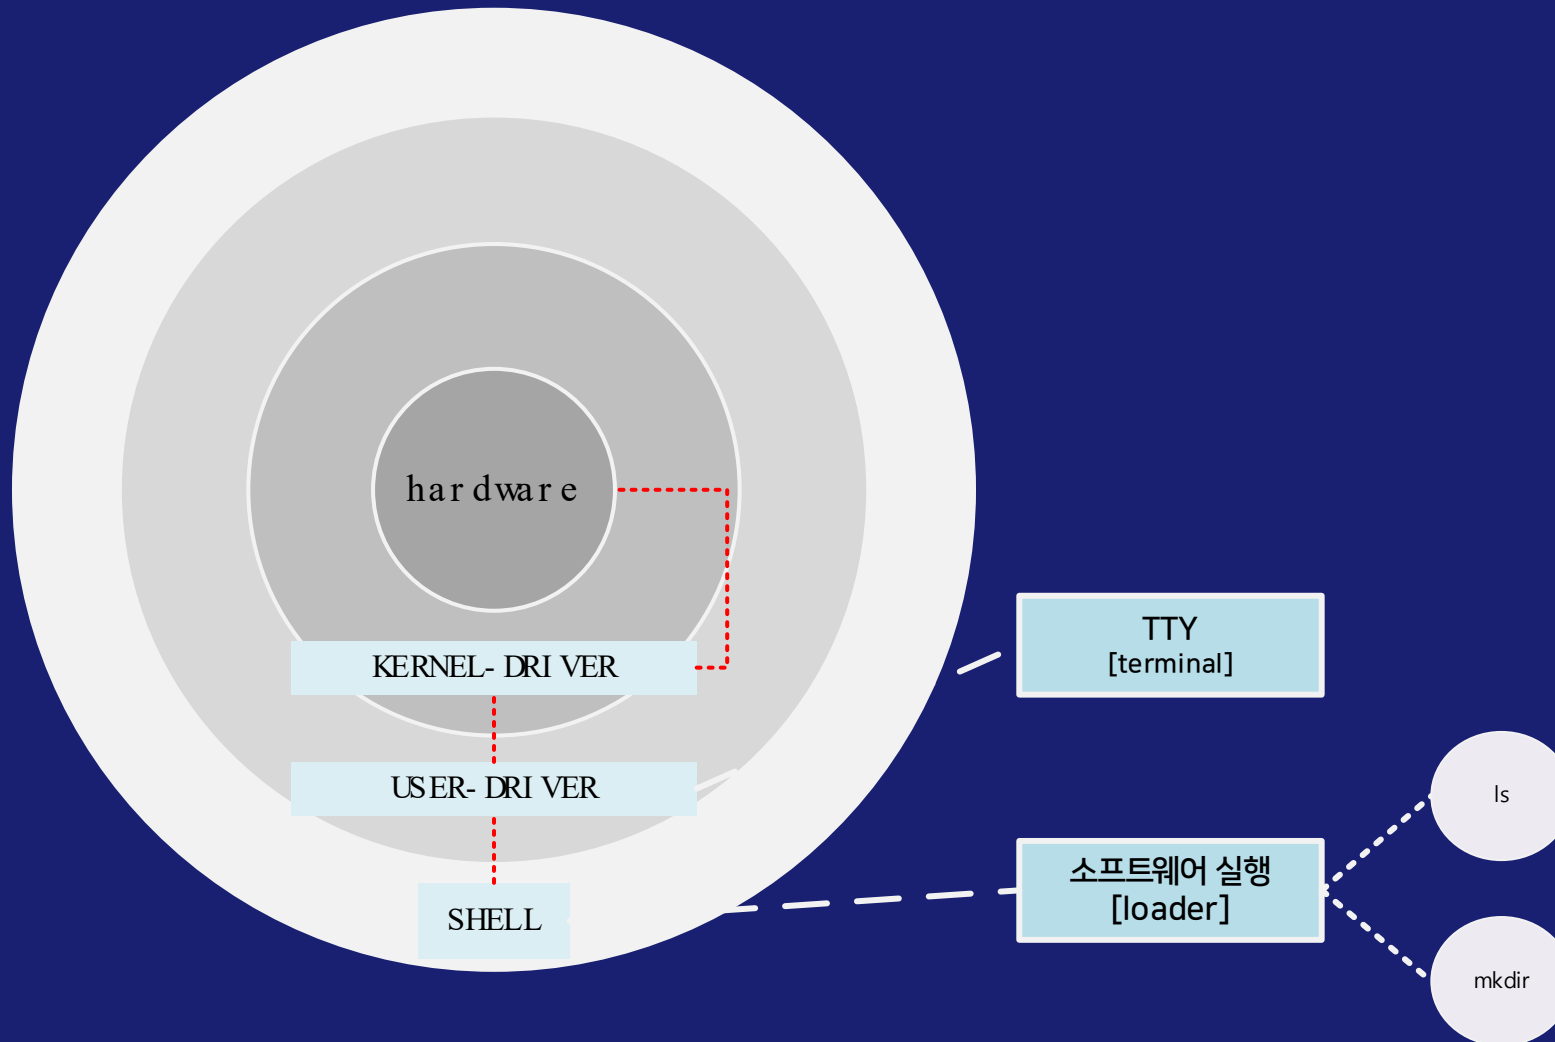 hardware
KERNEL-DRIVER
USER-DRIVER
SHELL
TTY
[terminal]
소프트웨어 실행
[loader]
ls
mkdir